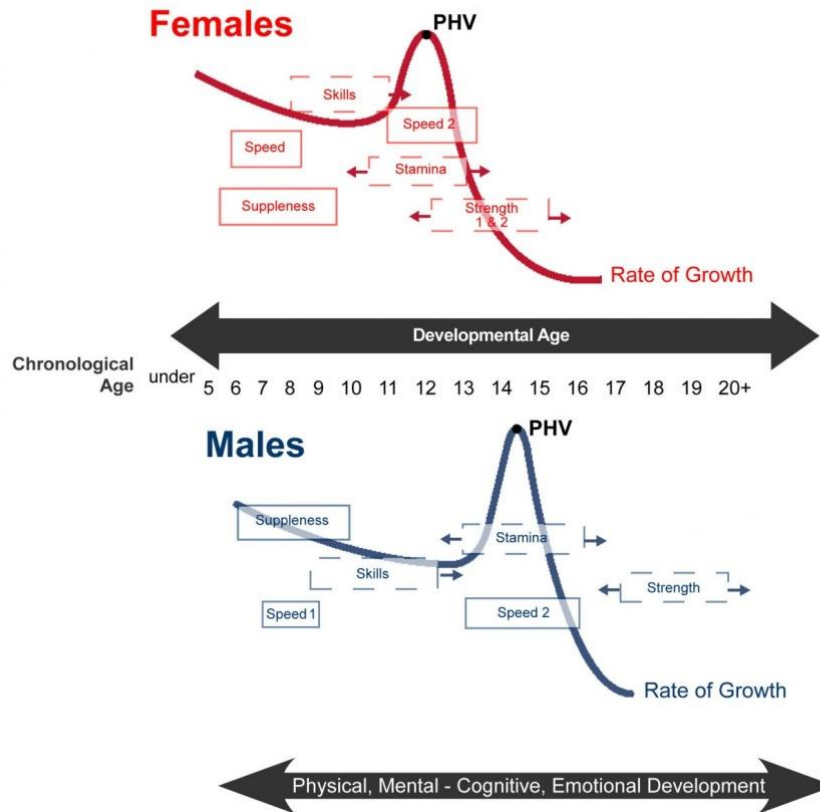 Females
PHV
Skills
Speed 2
Speed
Stamina
Suppleness
Strength
1 & 2
Rate of Growth
Developmental Age
Chronological
Age
under 5 6 7 8 9 10 11 12 13 14 15 16 17 18 19 20+
Males
PHV
Suppleness
Stamina
Skills
Strength
Speed 1
Speed 2
Rate of Growth
Physical, Mental - Cognitive, Emotional Development